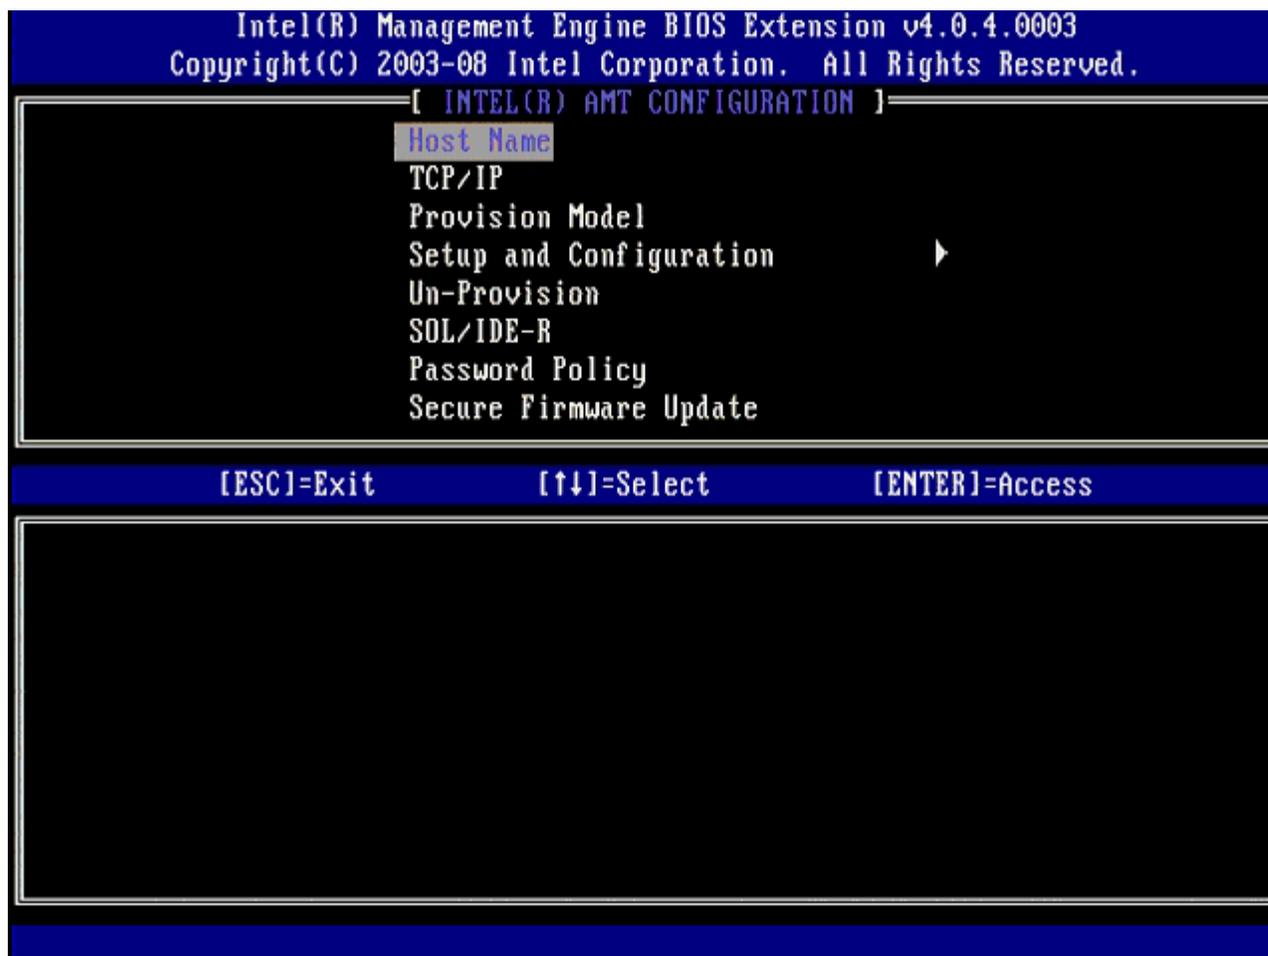 Intel(R) Management Engine BIOS Extension v4.0.4.0003
Copyright(C) 2003-08 Intel Corporation. All Rights Reserved.
[ INTEL(R) AMT CONFIGURATION ]
Host Name
TCP/IP
Provision Model
Setup and Configuration
Un-Provision
SOL/IDE-R
Password Policy
Secure Firmware Update
[ESC]=Exit [↑↓]=Select [ENTER]=Access